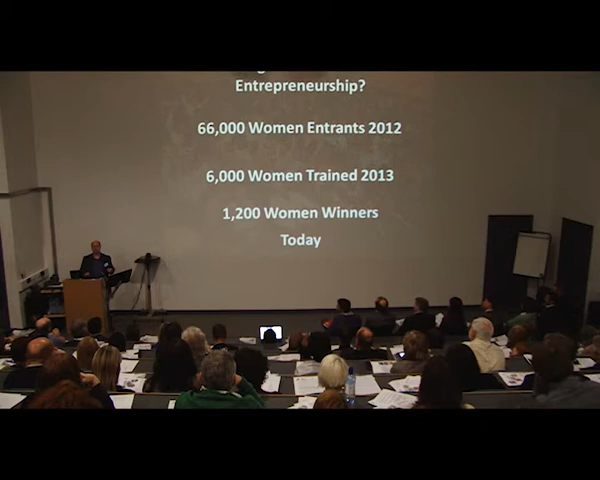 Entrepreneurship?
66,000 Women Entrants 2012
6,000 Women Trained 2013
1,200 Women Winners
Today